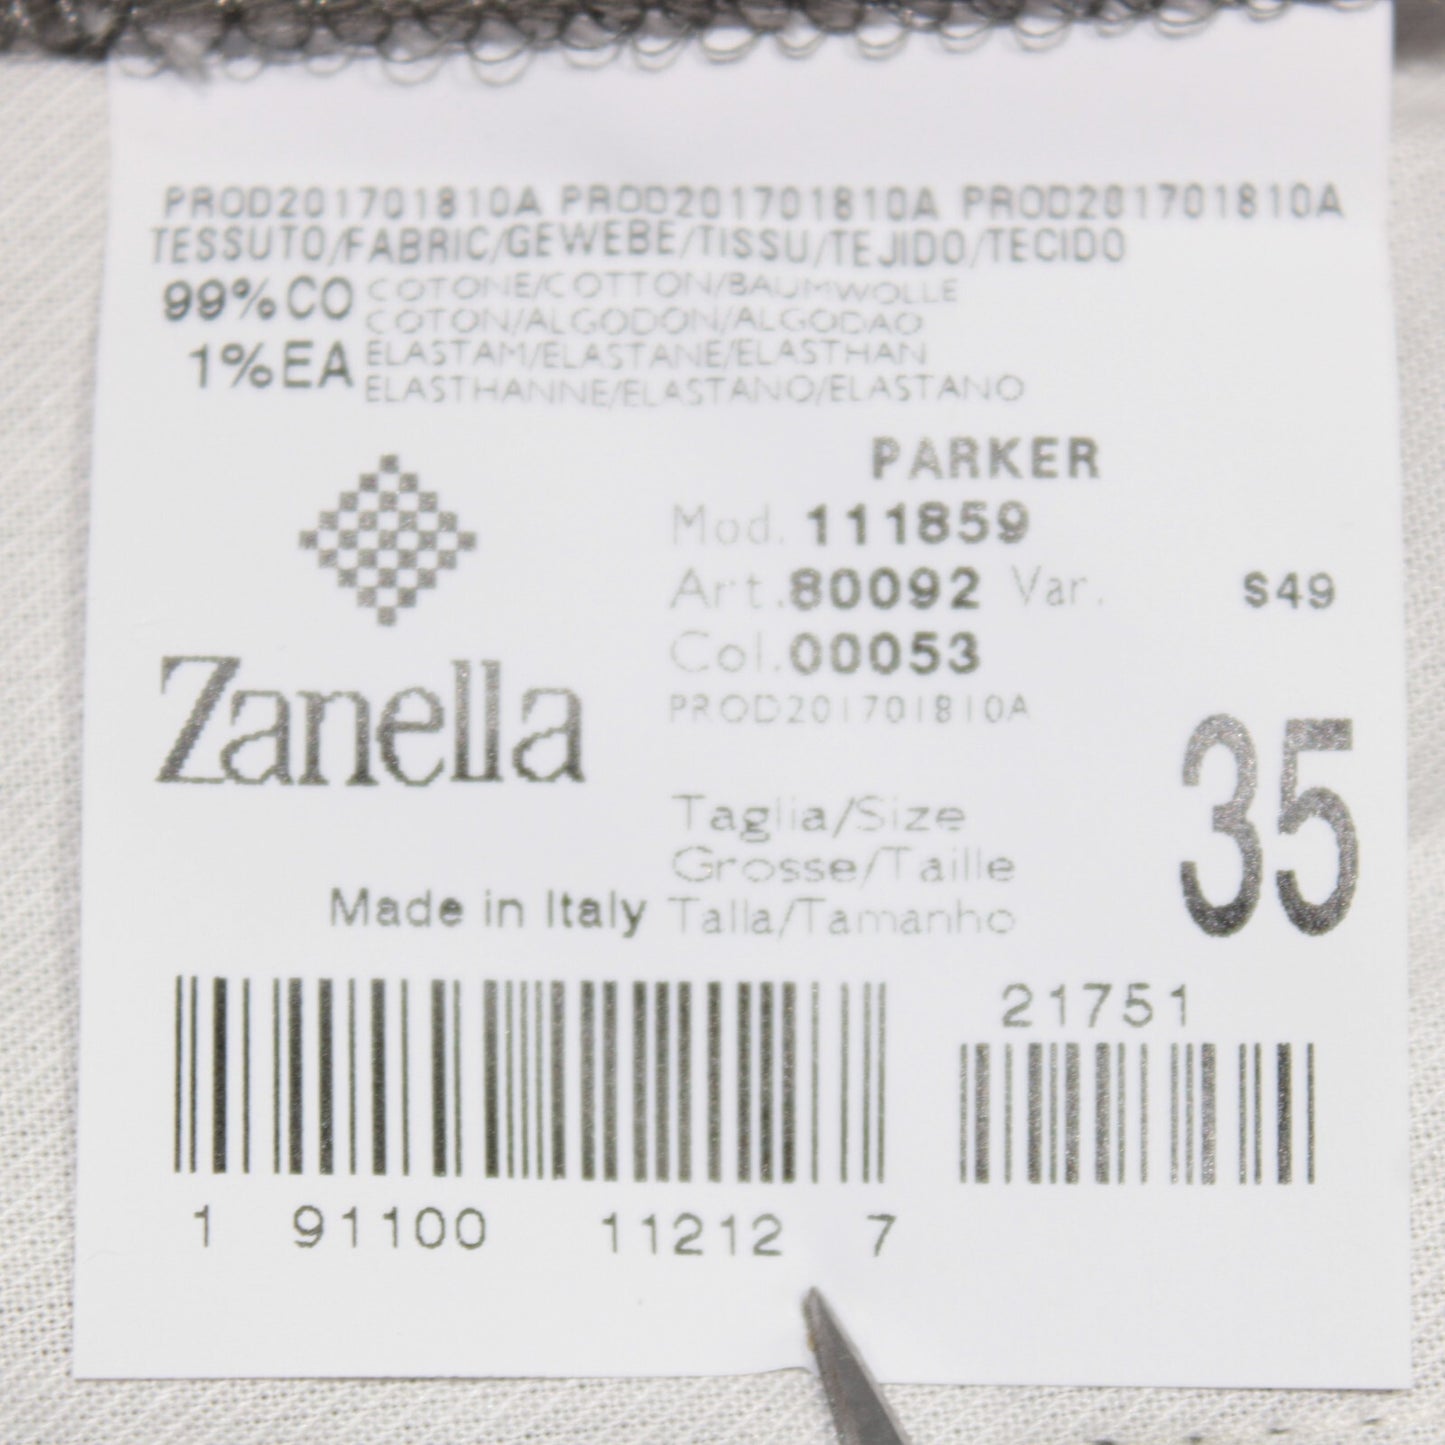 PROD201701810A PROD201701810A PROD201701810A
TESSUTO/FABRIC/GEWEBE/TISSU/TEJIDO/TECIDO
99%CO COTONE/COTTON/BAUMWOLLE
COTON/ALGODON/ALGODAO
1%EA ELASTAM/ELASTANE/ELASTHAN
ELASTHANNE/ELASTANO/ELASTANO
PARKER
Mod. 111859
Art. 80092 Var. S49
Col. 00053
PROD201701810A
Zanella
35
Taglia/Size
Grosse/Taille
Made in Italy Talla/Tamanho
21751
1 91100 11212 7